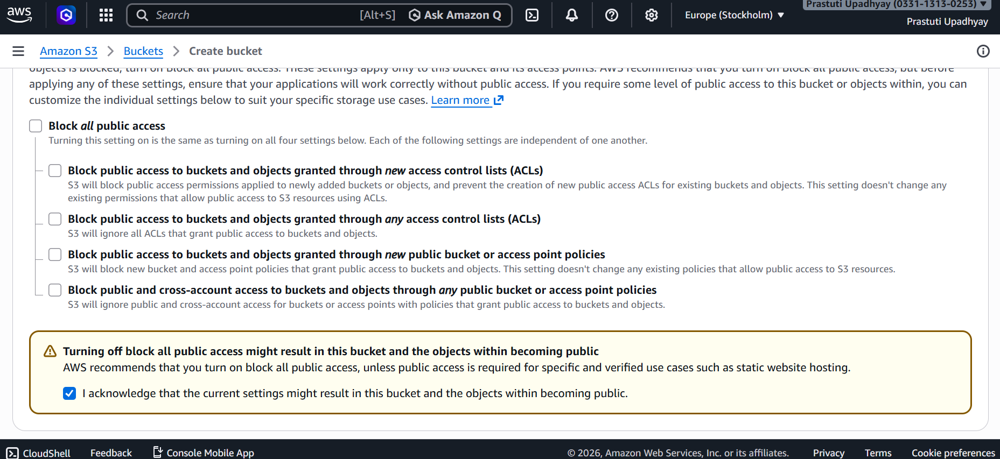 aws
Search [Alt+S] Ask Amazon Q
Europe (Stockholm) ▼
Prastuti Upadhyay (0331-1313-0253) ▼
Prastuti Upadhyay
Amazon S3 > Buckets > Create bucket
objects is blocked, turn on Block all public access. These settings apply only to this bucket and its access points. AWS recommends that you turn on Block all public access, but before
applying any of these settings, ensure that your applications will work correctly without public access. If you require some level of public access to this bucket or objects within, you can
customize the individual settings below to suit your specific storage use cases. Learn more
Block all public access
Turning this setting on is the same as turning on all four settings below. Each of the following settings are independent of one another.
Block public access to buckets and objects granted through new access control lists (ACLs)
S3 will block public access permissions applied to newly added buckets or objects, and prevent the creation of new public access ACLs for existing buckets and objects. This setting doesn't change any
existing permissions that allow public access to S3 resources using ACLs.
Block public access to buckets and objects granted through any access control lists (ACLs)
S3 will ignore all ACLs that grant public access to buckets and objects.
Block public access to buckets and objects granted through new public bucket or access point policies
S3 will block new bucket and access point policies that grant public access to buckets and objects. This setting doesn't change any existing policies that allow public access to S3 resources.
Block public and cross-account access to buckets and objects through any public bucket or access point policies
S3 will ignore public and cross-account access for buckets or access points with policies that grant public access to buckets and objects.
Turning off block all public access might result in this bucket and the objects within becoming public
AWS recommends that you turn on block all public access, unless public access is required for specific and verified use cases such as static website hosting.
I acknowledge that the current settings might result in this bucket and the objects within becoming public.
CloudShell Feedback Console Mobile App © 2026, Amazon Web Services, Inc. or its affiliates. Privacy Terms Cookie preferences